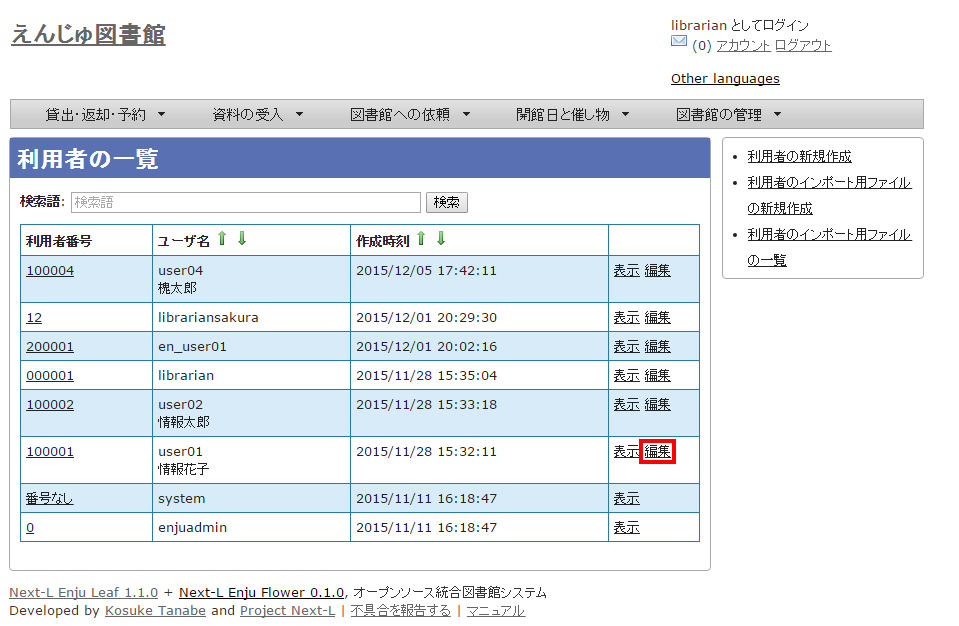 えんじゅ図書館
librarian としてログイン
(0) アカウント ログアウト
Other languages
貸出・返却・予約 ▼ 資料の受入 ▼ 図書館への依頼 ▼ 開館日と催し物 ▼ 図書館の管理 ▼
利用者の一覧
検索語: 検索語 検索
利用者番号 ユーザ名 作成時刻
100004 user04 2015/12/05 17:42:11 表示 編集
槐太郎
12 librariansakura 2015/12/01 20:29:30 表示 編集
200001 en_user01 2015/12/01 20:02:16 表示 編集
000001 librarian 2015/11/28 15:35:04 表示 編集
100002 user02 2015/11/28 15:33:18 表示 編集
情報太郎
100001 user01 2015/11/28 15:32:11 表示 編集
情報花子
番号なし system 2015/11/11 16:18:47 表示
0 enjuadmin 2015/11/11 16:18:47 表示
• 利用者の新規作成
• 利用者のインポート用ファイル
の新規作成
• 利用者のインポート用ファイル
の一覧
Next-L Enju Leaf 1.1.0 + Next-L Enju Flower 0.1.0, オープンソース統合図書館システム
Developed by Kosuke Tanabe and Project Next-L | 不具合を報告する | マニュアル